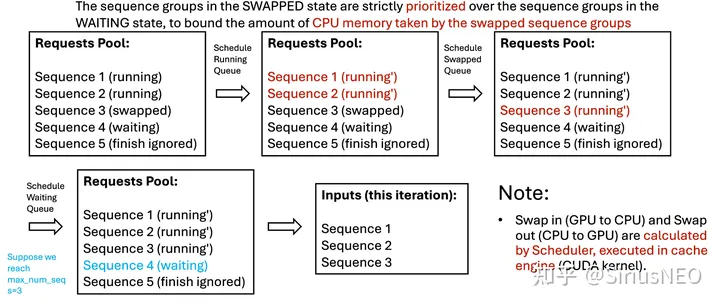 The sequence groups in the SWAPPED state are strictly prioritized over the sequence groups in the
WAITING state, to bound the amount of CPU memory taken by the swapped sequence groups
Requests Pool:
Sequence 1 (running)
Sequence 2 (running)
Sequence 3 (swapped)
Sequence 4 (waiting)
Sequence 5 (finish ignored)
Schedule
Running
Queue
Requests Pool:
Sequence 1 (running')
Sequence 2 (running')
Sequence 3 (swapped)
Sequence 4 (waiting)
Sequence 5 (finish ignored)
Schedule
Swapped
Queue
Requests Pool:
Sequence 1 (running')
Sequence 2 (running')
Sequence 3 (running')
Sequence 4 (waiting)
Sequence 5 (finish ignored)
Schedule
Waiting
Queue
Suppose we
reach
max_num_seq
s=3
Requests Pool:
Sequence 1 (running')
Sequence 2 (running')
Sequence 3 (running')
Sequence 4 (waiting)
Sequence 5 (finish ignored)
Inputs (this iteration):
Sequence 1
Sequence 2
Sequence 3
Note:
• Swap in (GPU to CPU) and Swap
out (CPU to GPU) are calculated
by Scheduler, executed in cache
engine (CUDA kernel).
知乎 @SiriusNEO